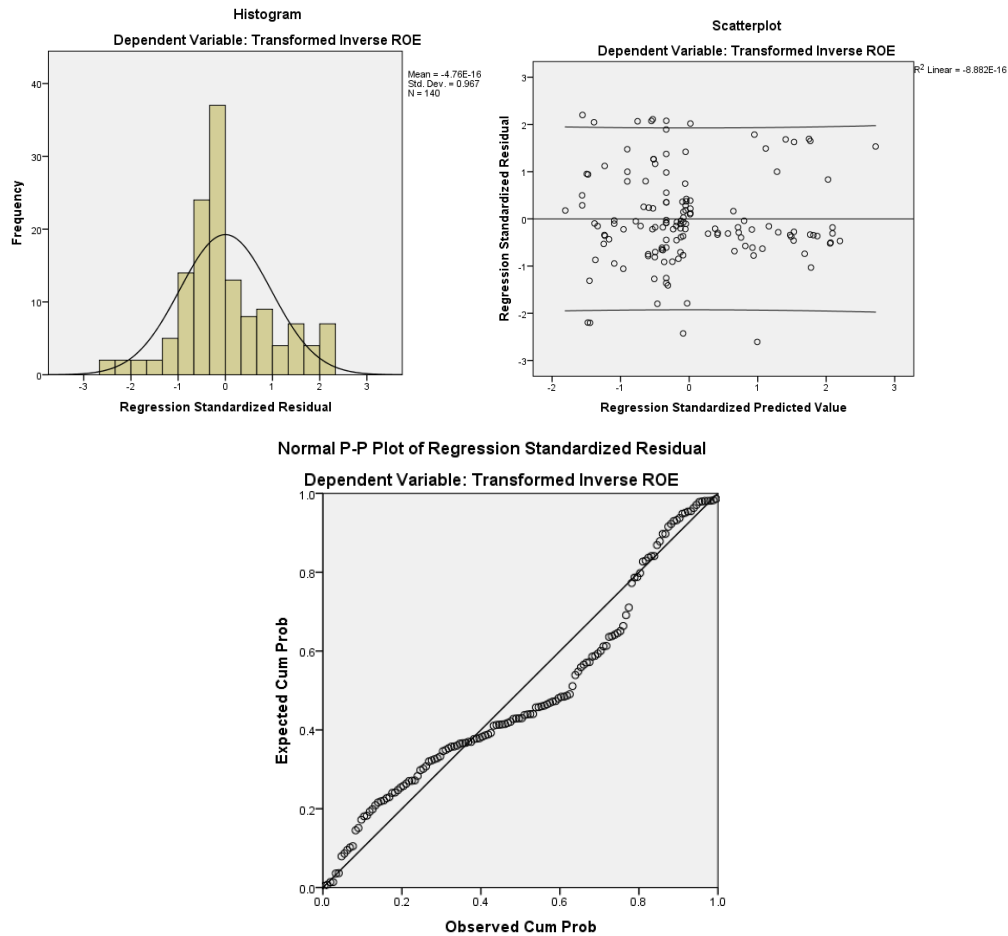 Histogram
Dependent Variable: Transformed Inverse ROE
Mean = -4.76E-16
Std. Dev. = 0.967
N = 140
Frequency
40
30
20
10
0
-3 -2 -1 0 1 2 3
Regression Standardized Residual
Scatterplot
Dependent Variable: Transformed Inverse ROE
R² Linear = -8.882E-16
Regression Standardized Residual
3
2
1
0
-1
-2
-3
-2 -1 0 1 2 3
Regression Standardized Predicted Value
Normal P-P Plot of Regression Standardized Residual
Dependent Variable: Transformed Inverse ROE
Expected Cum Prob
1.0
0.8
0.6
0.4
0.2
0.0
0.0 0.2 0.4 0.6 0.8 1.0
Observed Cum Prob